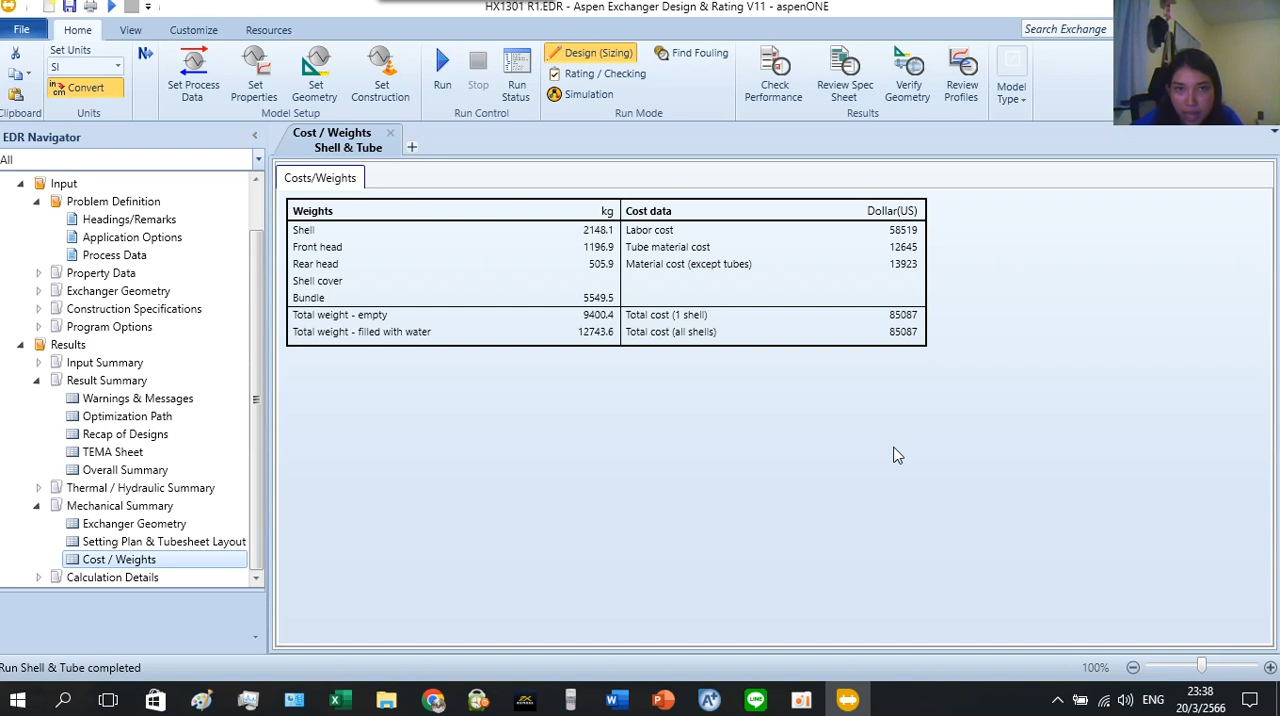 HX1301 R1.EDR - Aspen Exchanger Design & Rating V11 - aspenONE
File
Home
View
Customize
Resources
Search Exchange
Set Units
SI
Convert
Clipboard
Units
Set Process
Data
Set
Properties
Set
Geometry
Set
Construction
Model Setup
Run
Stop
Run
Status
Run Control
Design (Sizing)
Rating / Checking
Simulation
Find Fouling
Run Mode
Check
Performance
Review Spec
Sheet
Verify
Geometry
Review
Profiles
Results
Model
Type
EDR Navigator
All
Input
Problem Definition
Headings/Remarks
Application Options
Process Data
Property Data
Exchanger Geometry
Construction Specifications
Program Options
Results
Input Summary
Result Summary
Warnings & Messages
Optimization Path
Recap of Designs
TEMA Sheet
Overall Summary
Thermal / Hydraulic Summary
Mechanical Summary
Exchanger Geometry
Setting Plan & Tubesheet Layout
Cost / Weights
Calculation Details
Cost / Weights
Shell & Tube
Costs/Weights
Weights kg Cost data Dollar(US)
Shell 2148.1 Labor cost 58519
Front head 1196.9 Tube material cost 12645
Rear head 505.9 Material cost (except tubes) 13923
Shell cover
Bundle 5549.5
Total weight - empty 9400.4 Total cost (1 shell) 85087
Total weight - filled with water 12743.6 Total cost (all shells) 85087
Run Shell & Tube completed
100%
ENG
23:38
20/3/2566